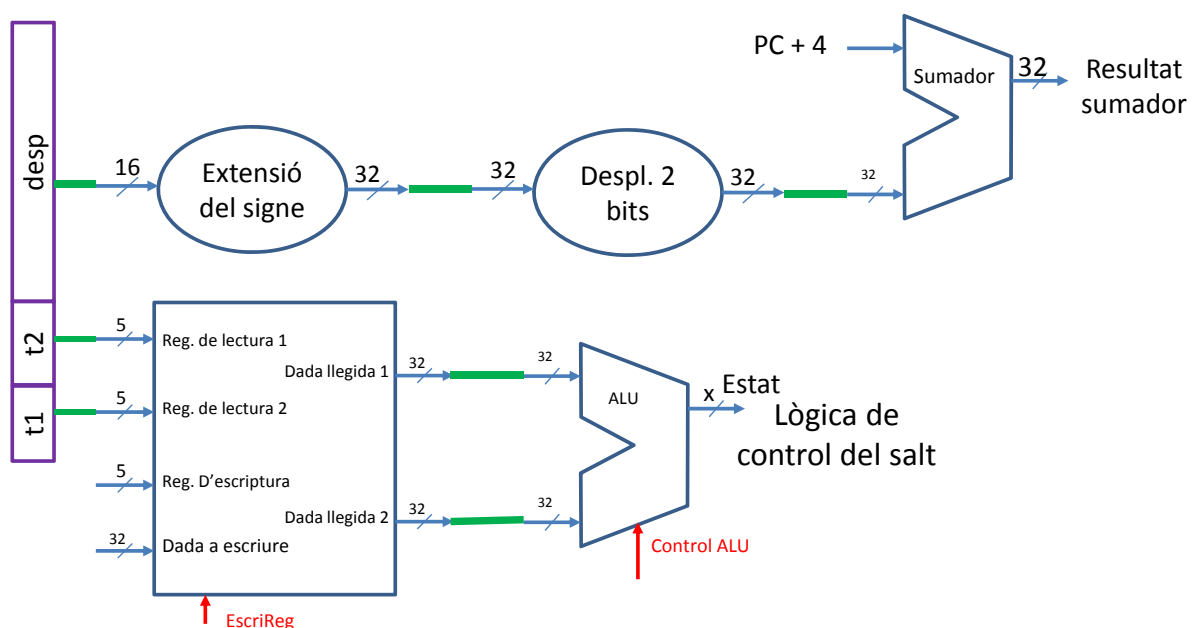 PC + 4
Sumador
32
Resultat
sumador
desp
16
Extensió
del signe
32
32
Despl. 2
bits
32
32
t2
5
Reg. de lectura 1
Dada llegida 1
32
32
ALU
x
Estat
Lògica de
control del salt
t1
5
Reg. de lectura 2
5
Reg. D'escriptura
Dada llegida 2
32
32
32
Dada a escriure
Control ALU
EscriReg